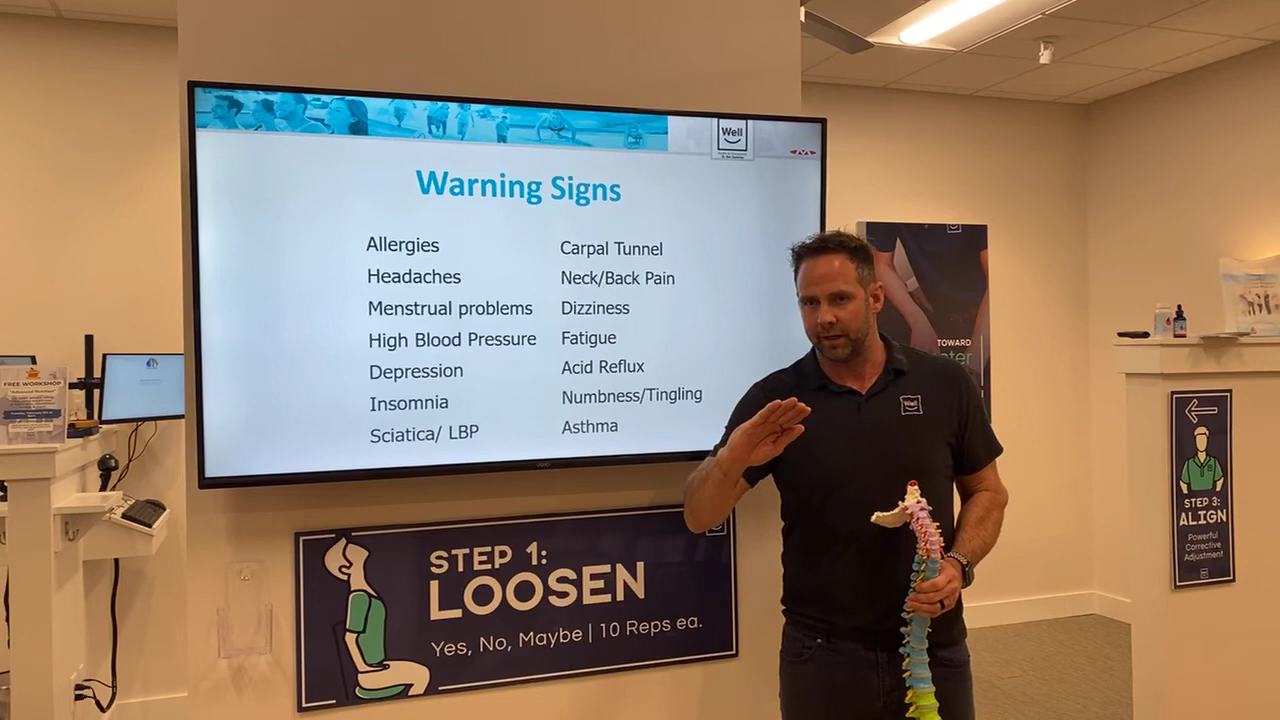 Well
Warning Signs
Allergies
Headaches
Menstrual problems
High Blood Pressure
Depression
Insomnia
Sciatica/ LBP
Carpal Tunnel
Neck/Back Pain
Dizziness
Fatigue
Acid Reflux
Numbness/Tingling
Asthma
FREE WORKSHOP
TOWARD
Well
STEP 1:
LOOSEN
Yes, No, Maybe | 10 Reps ea.
STEP 3:
ALIGN
Powerful
Corrective
Adjustment